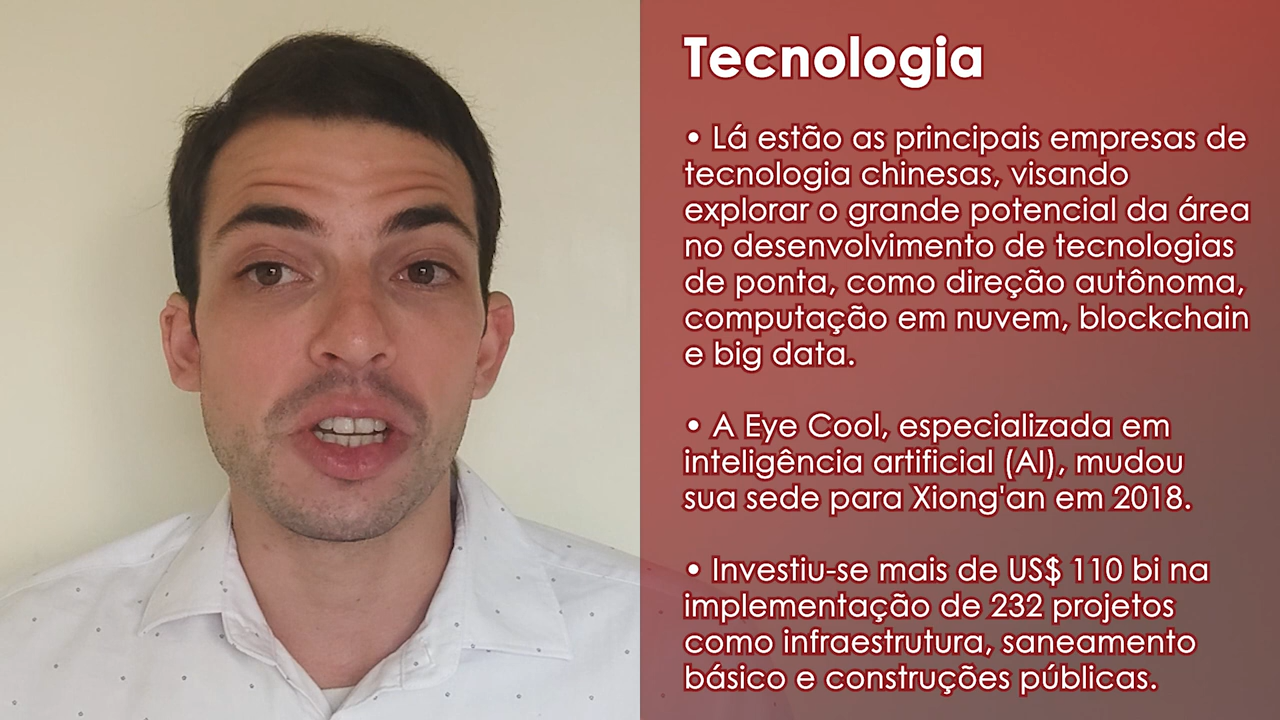 Tecnologia
• Lá estão as principais empresas de
tecnologia chinesas, visando
explorar o grande potencial da área
no desenvolvimento de tecnologias
de ponta, como direção autônoma,
computação em nuvem, blockchain
e big data.
• A Eye Cool, especializada em
inteligência artificial (AI), mudou
sua sede para Xiong'an em 2018.
• Investiu-se mais de US$ 110 bi na
implementação de 232 projetos
como infraestrutura, saneamento
básico e construções públicas.